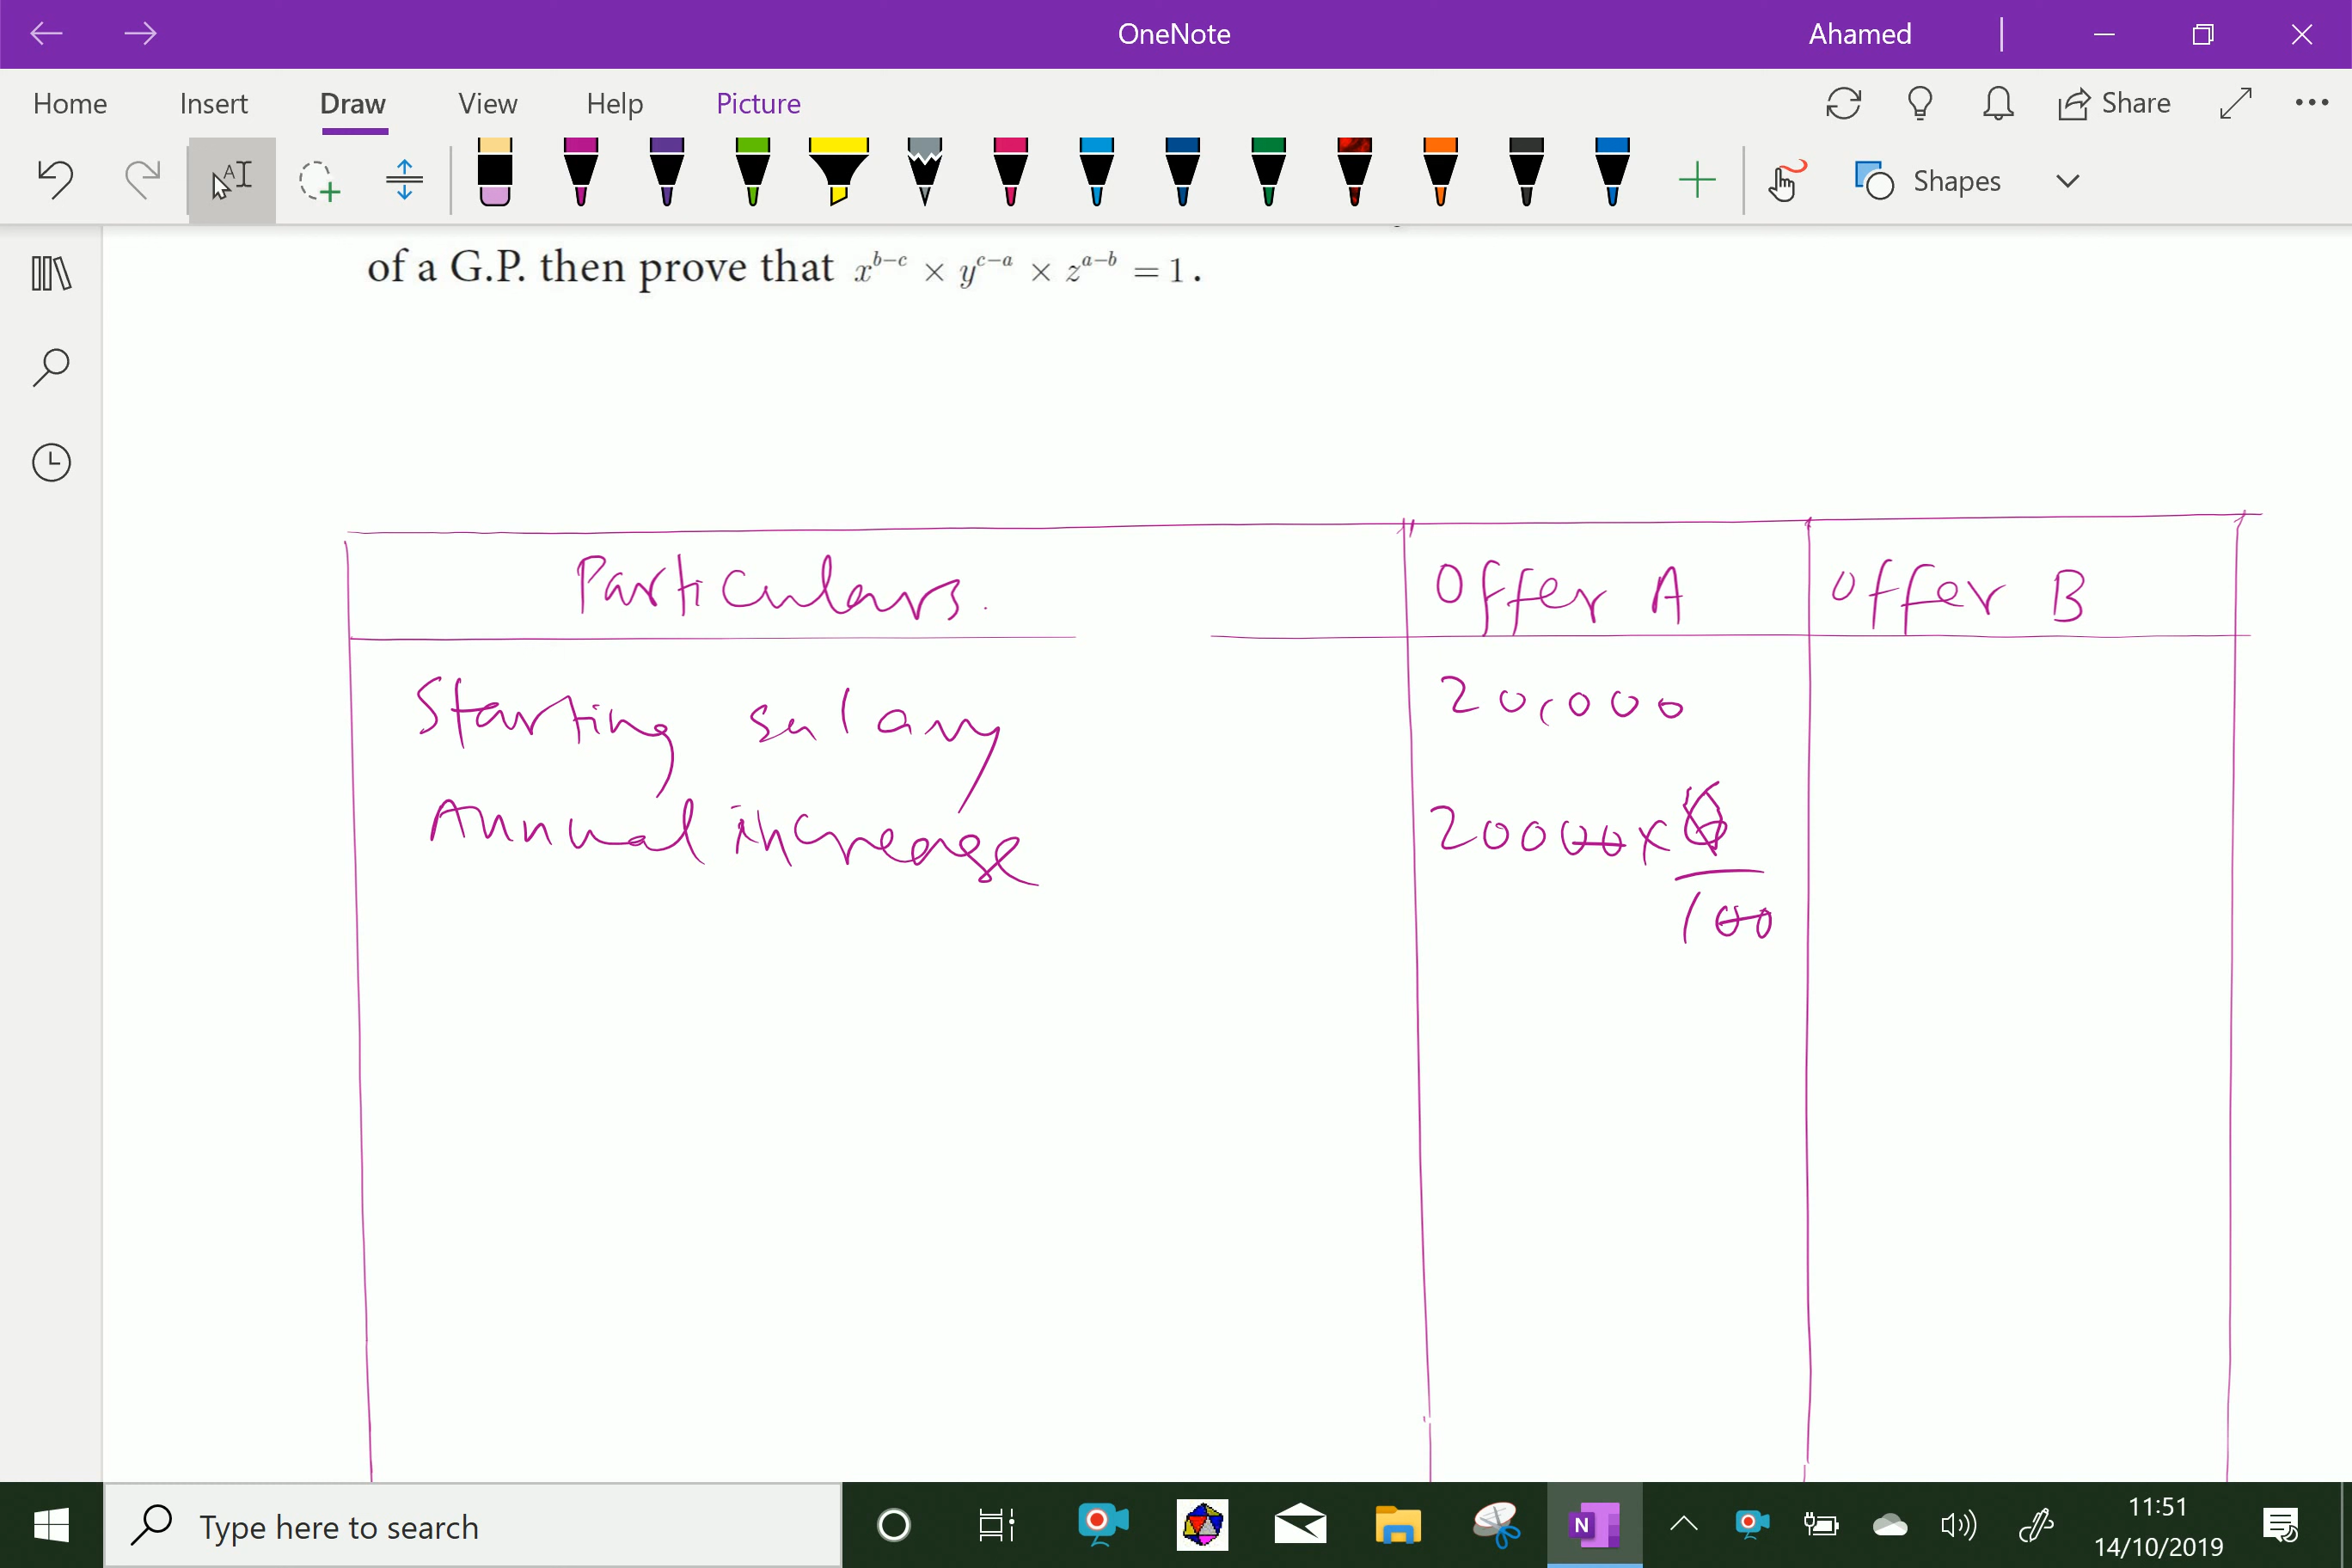 OneNote
Ahamed
Home Insert Draw View Help Picture
Share
Shapes
of a G.P. then prove that x^{b−c} × y^{c−a} × z^{a−b} = 1.
Particulars. Offer A Offer B
Starting salary 20,000
Annual increase 20000 x
100
Type here to search
11:51
14/10/2019